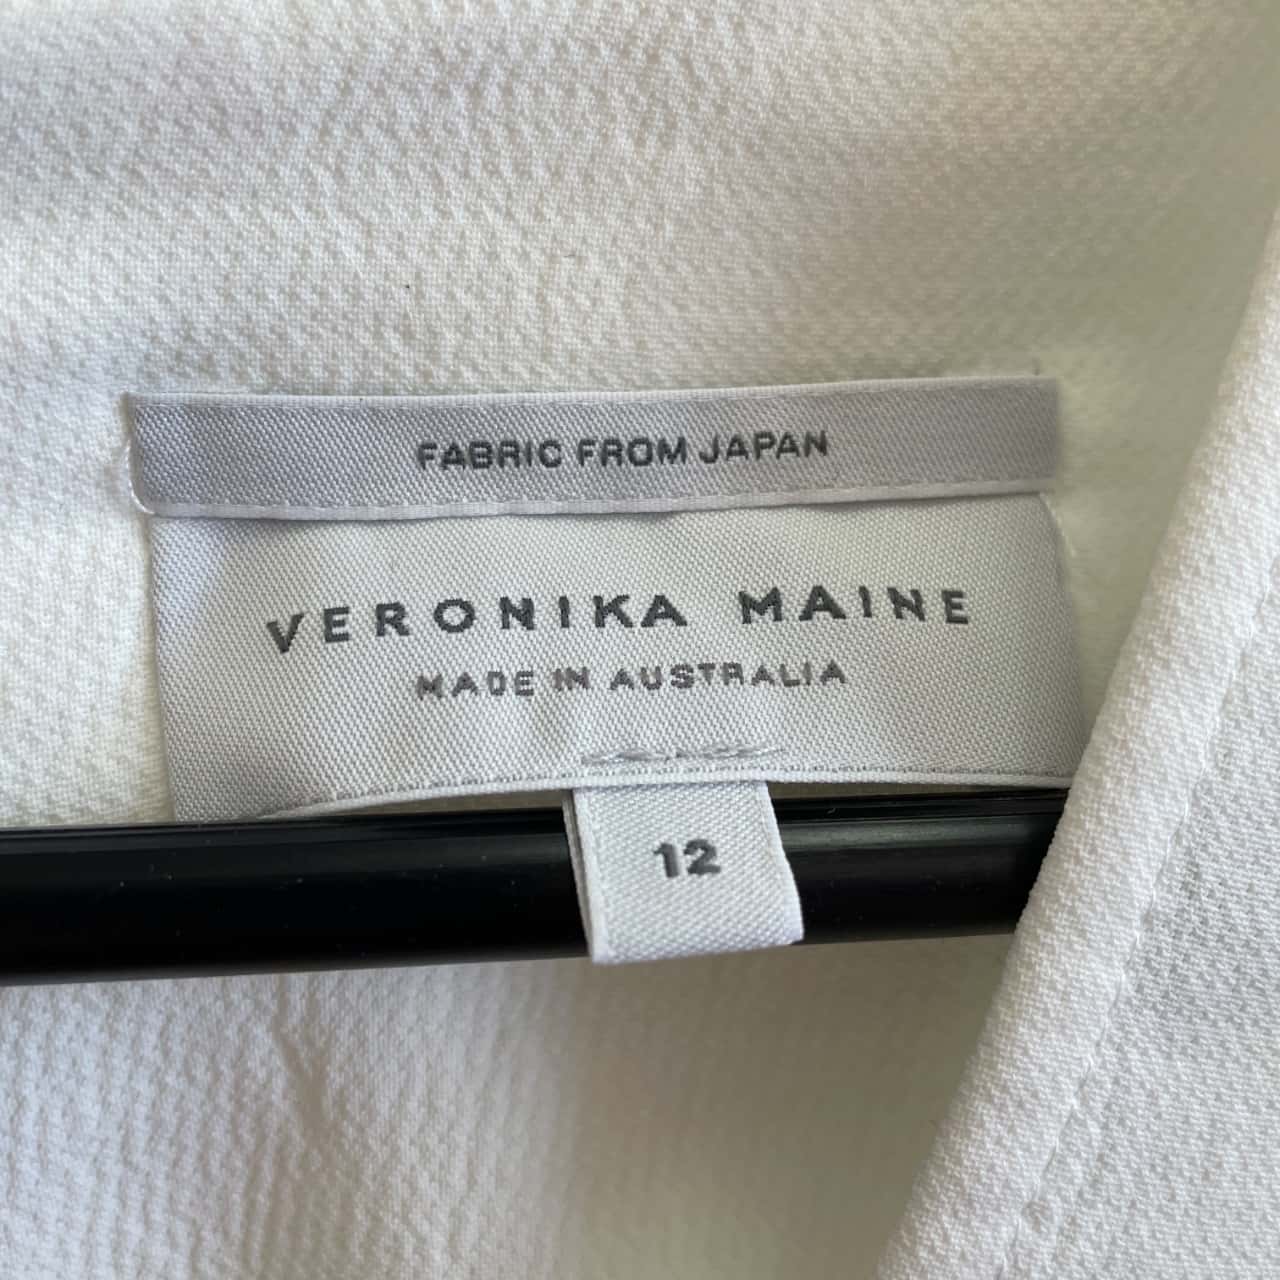 FABRIC FROM JAPAN
VERONIKA MAINE
MADE IN AUSTRALIA
12